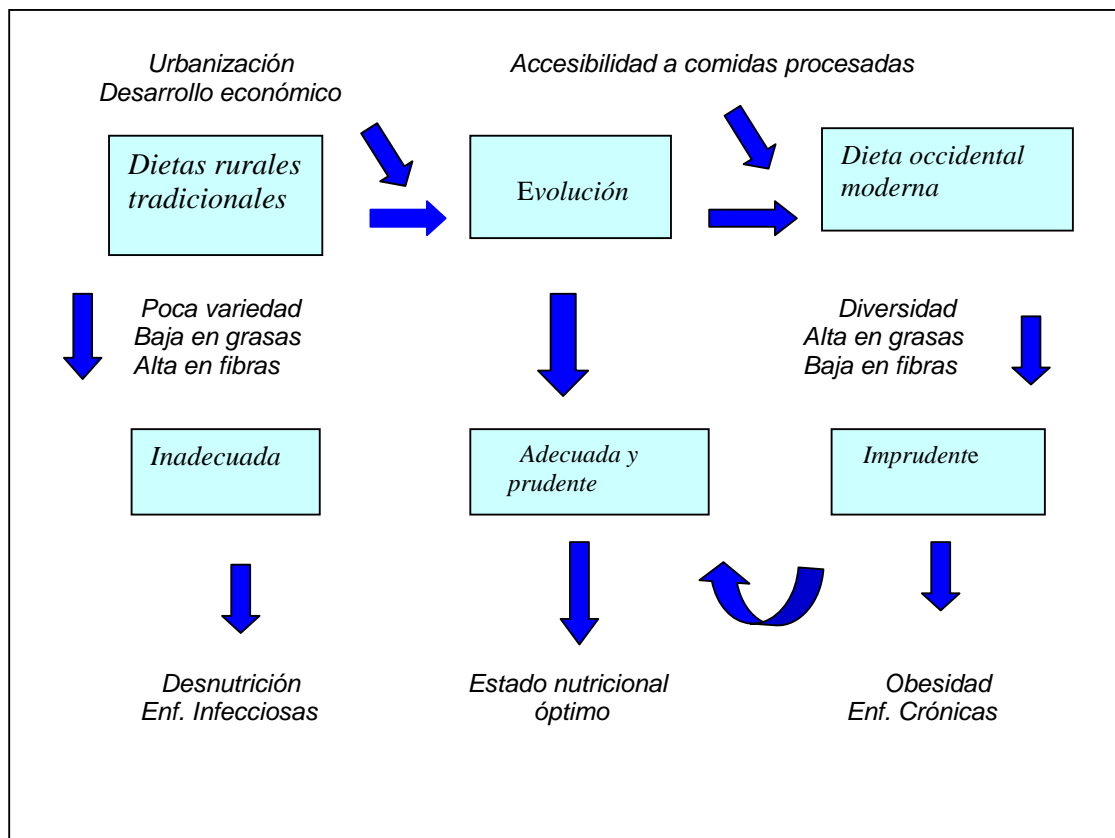 Urbanización
Desarrollo económico
Accesibilidad a comidas procesadas
Dietas rurales
tradicionales
Evolución
Dieta occidental
moderna
Poca variedad
Baja en grasas
Alta en fibras
Diversidad
Alta en grasas
Baja en fibras
Inadecuada
Adecuada y
prudente
Imprudente
Desnutrición
Enf. Infecciosas
Estado nutricional
óptimo
Obesidad
Enf. Crónicas